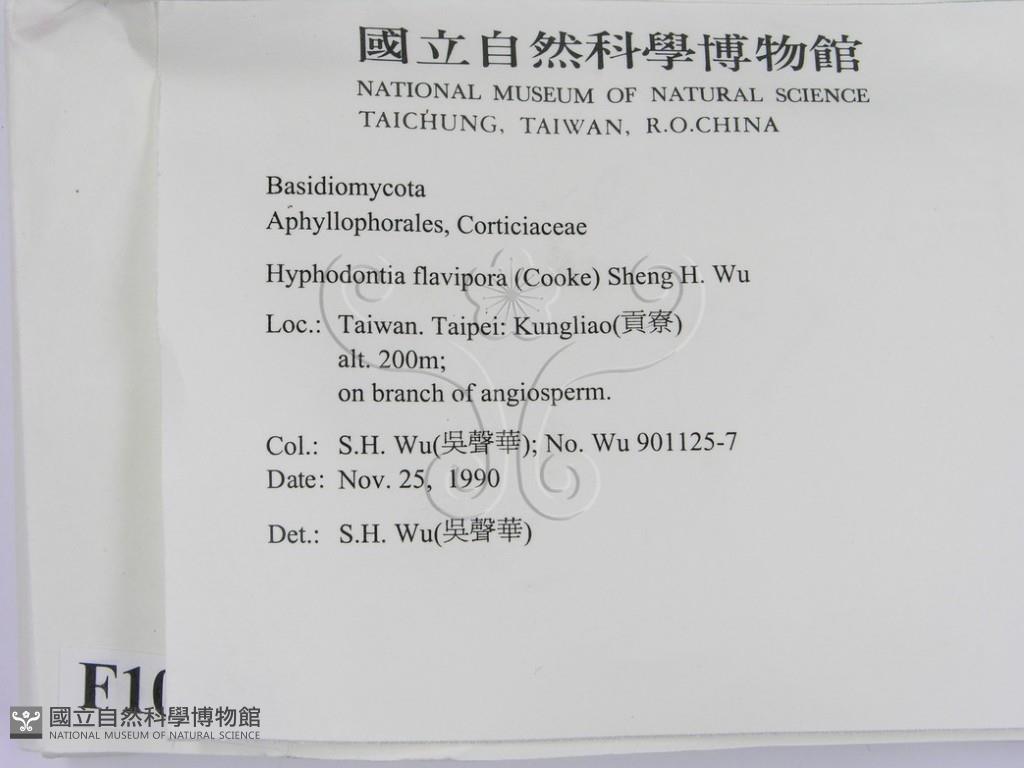 國立自然科學博物館
NATIONAL MUSEUM OF NATURAL SCIENCE
TAICHUNG, TAIWAN, R.O.CHINA
Basidiomycota
Aphyllophorales, Corticiaceae
Hyphodontia flavipora (Cooke) Sheng H. Wu
Loc.: Taiwan. Taipei: Kungliao(貢寮)
alt. 200m;
on branch of angiosperm.
Col.: S.H. Wu(吳聲華); No. Wu 901125-7
Date: Nov. 25, 1990
Det.: S.H. Wu(吳聲華)
F10
國立自然科學博物館
NATIONAL MUSEUM OF NATURAL SCIENCE